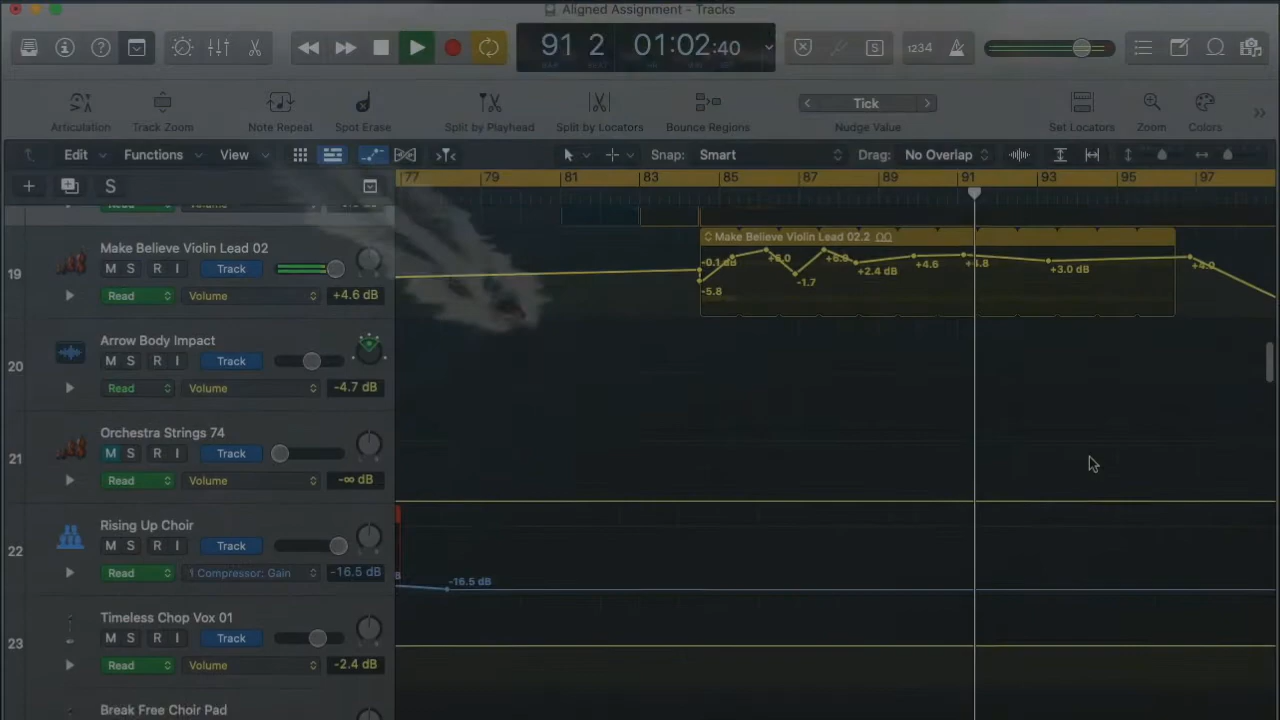 Aligned Assignment - Tracks
91 2 01:02:40
1234
Articulation Track Zoom Note Repeat Spot Erase Split by Playhead Split by Locators Bounce Regions Tick Nudge Value Set Locators Zoom Colors
Edit Functions View Snap: Smart Drag: No Overlap
S
77 79 81 83 85 87 89 91 93 95 97
Read Volume
19 Make Believe Violin Lead 02
M S R I Track
Read Volume +4.6 dB
Make Believe Violin Lead 02.2
-0.1 dB -5.8 -1.7 +2.4 dB +4.6 +3.0 dB +4.0
20 Arrow Body Impact
M S R I Track
Read Volume -4.7 dB
21 Orchestra Strings 74
M S R I Track
Read Volume -∞ dB
22 Rising Up Choir
M S R I Track
Read 1 Compressor: Gain -16.5 dB
-16.5 dB
23 Timeless Chop Vox 01
M S R I Track
Read Volume -2.4 dB
Break Free Choir Pad